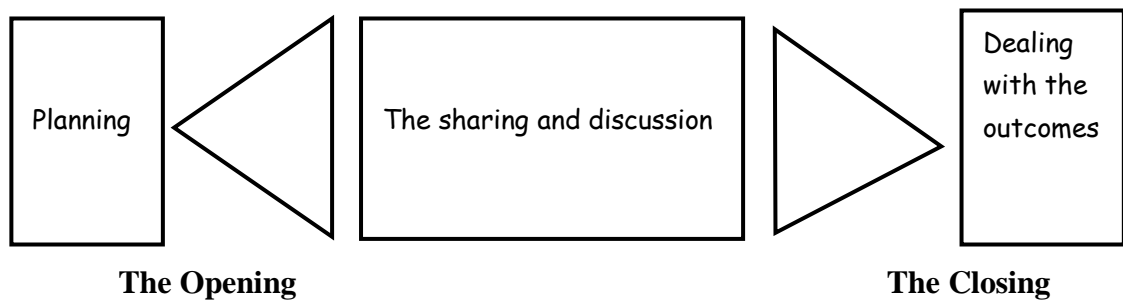 Planning
The sharing and discussion
Dealing
with the
outcomes
The Opening
The Closing